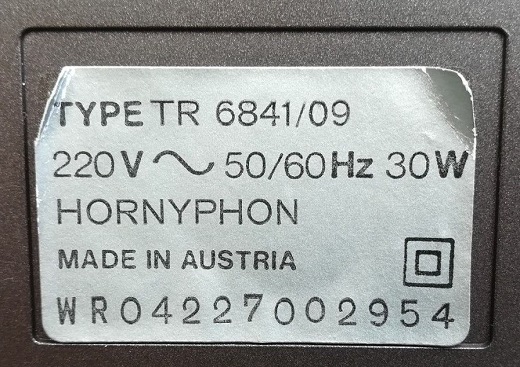 TYPE TR 6841/09
220V ~ 50/60Hz 30W
HORNYPHON
MADE IN AUSTRIA
WR04227002954